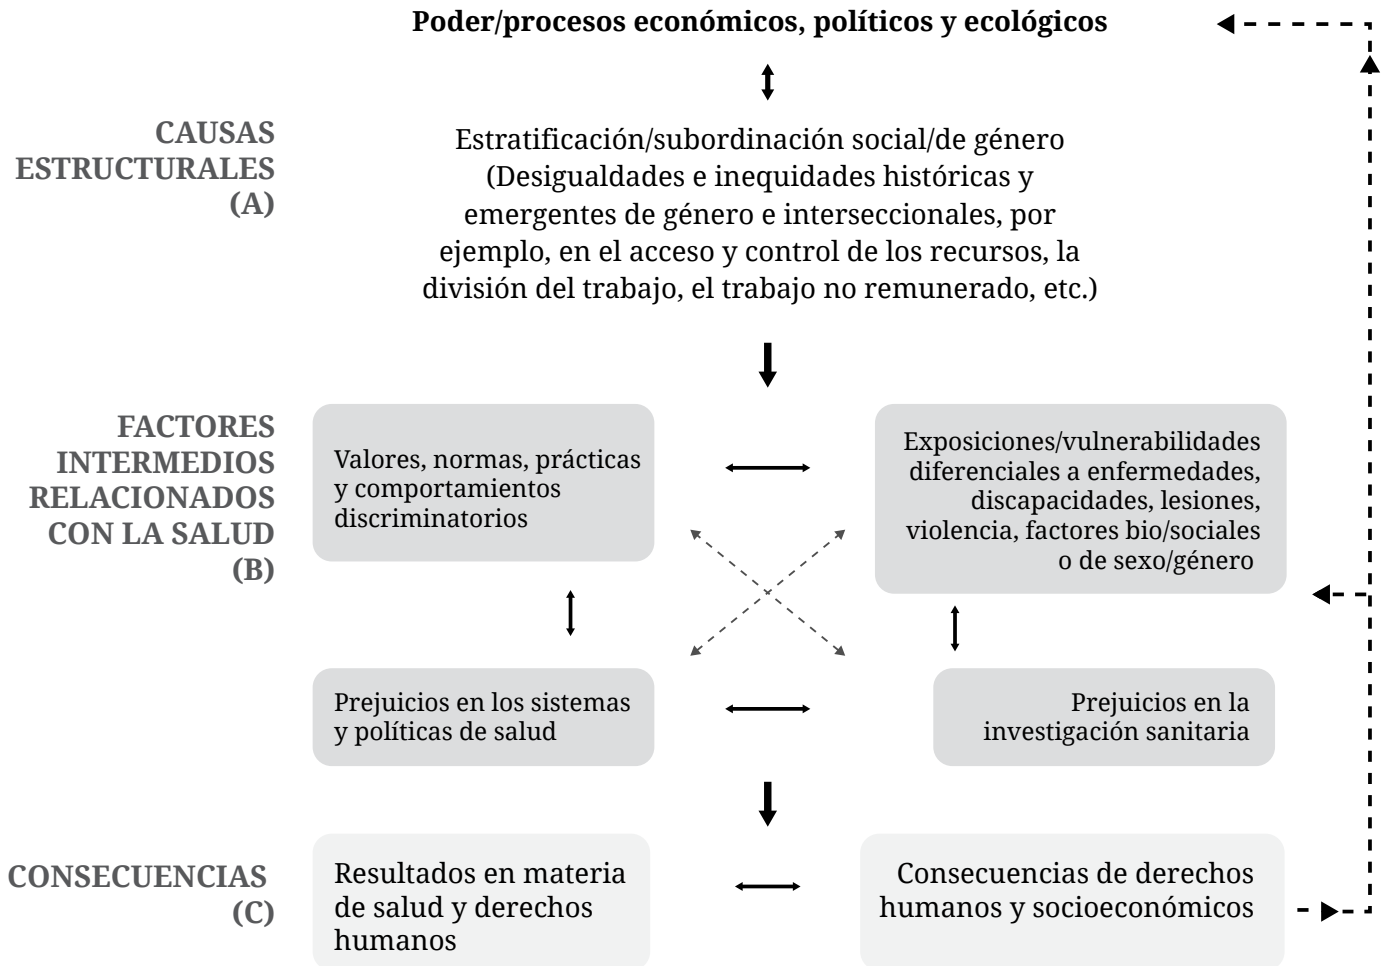 Poder/procesos económicos, políticos y ecológicos
CAUSAS
ESTRUCTURALES
(A)
Estratificación/subordinación social/de género
(Desigualdades e inequidades históricas y
emergentes de género e interseccionales, por
ejemplo, en el acceso y control de los recursos, la
división del trabajo, el trabajo no remunerado, etc.)
FACTORES
INTERMEDIOS
RELACIONADOS
CON LA SALUD
(B)
Valores, normas, prácticas
y comportamientos
discriminatorios
Exposiciones/vulnerabilidades
diferenciales a enfermedades,
discapacidades, lesiones,
violencia, factores bio/sociales
o de sexo/género
Prejuicios en los sistemas
y políticas de salud
Prejuicios en la
investigación sanitaria
CONSECUENCIAS
(C)
Resultados en materia
de salud y derechos
humanos
Consecuencias de derechos
humanos y socioeconómicos